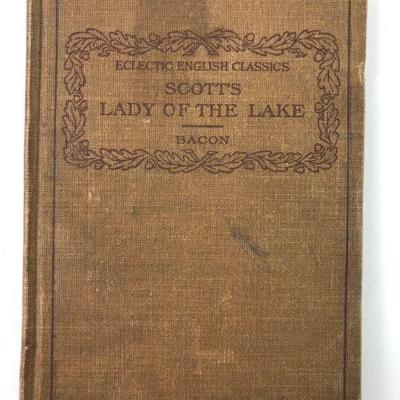 ECLECTIC ENGLISH CLASSICS
SCOTT'S
LADY OF THE LAKE
BACON